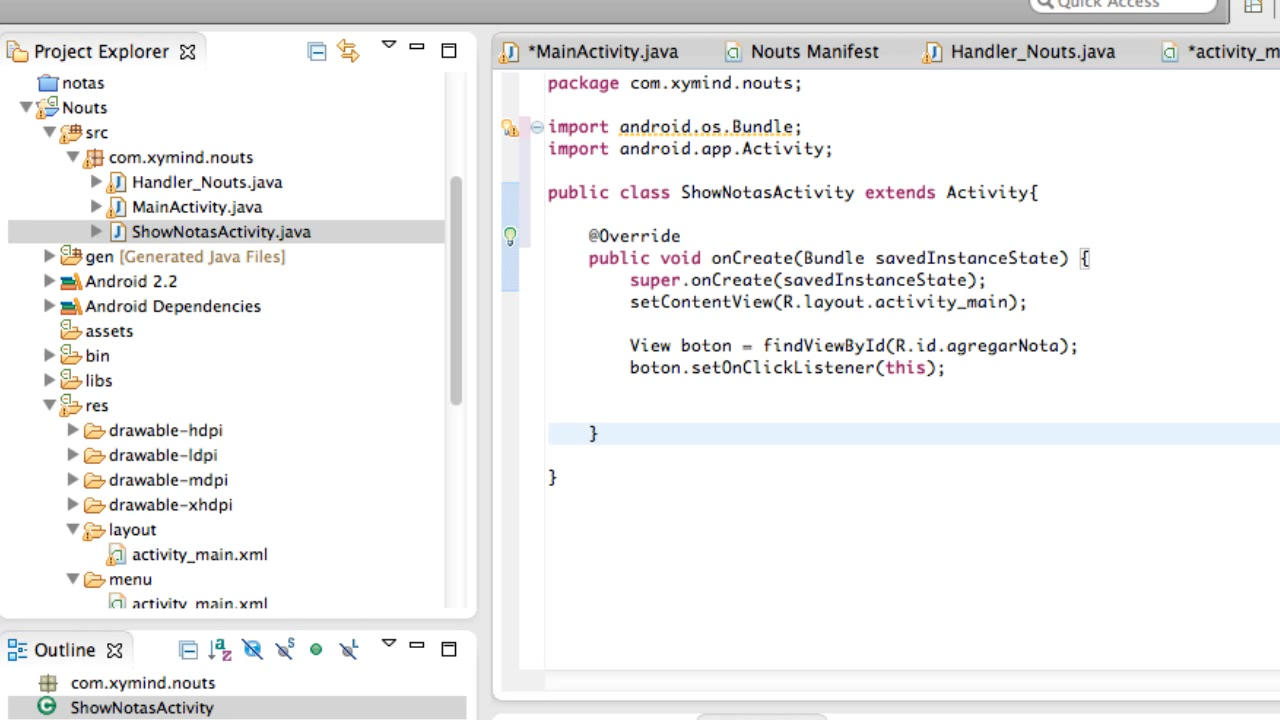 Quick Access
Project Explorer
notas
Nouts
src
com.xymind.nouts
Handler_Nouts.java
MainActivity.java
ShowNotasActivity.java
gen [Generated Java Files]
Android 2.2
Android Dependencies
assets
bin
libs
res
drawable-hdpi
drawable-ldpi
drawable-mdpi
drawable-xhdpi
layout
activity_main.xml
menu
activity_main.xml
Outline
com.xymind.nouts
ShowNotasActivity
*MainActivity.java
Nouts Manifest
Handler_Nouts.java
*activity_m
package com.xymind.nouts;
import android.os.Bundle;
import android.app.Activity;
public class ShowNotasActivity extends Activity{
@Override
public void onCreate(Bundle savedInstanceState) {
super.onCreate(savedInstanceState);
setContentView(R.layout.activity_main);
View boton = findViewById(R.id.agregarNota);
boton.setOnClickListener(this);
}
}